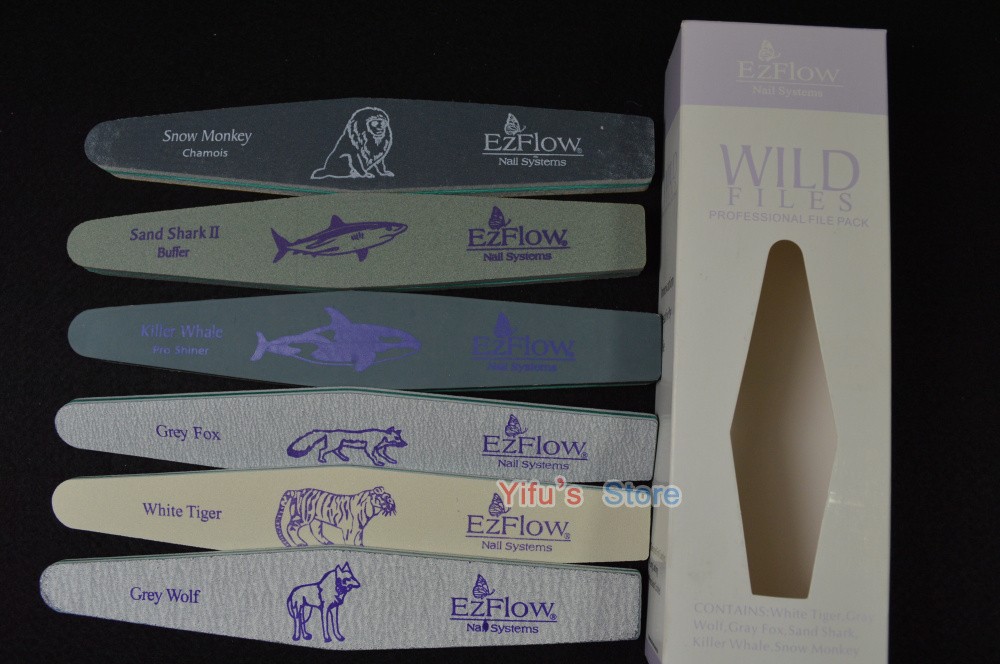 Snow Monkey
Chamois
EzFlow®
Nail Systems
Sand Shark II
Buffer
EzFlow®
Nail Systems
Killer Whale
Pro Shiner
EzFlow®
Nail Systems
Grey Fox
EzFlow®
Nail Systems
White Tiger
EzFlow®
Nail Systems
Grey Wolf
EzFlow®
Nail Systems
Yifu's Store
EzFlow
Nail Systems
WILD
FILES
PROFESSIONAL FILE PACK
CONTAINS:White Tiger,Grey
Wolf,Gray Fox,Sand Shark,
Killer Whale,Snow Monkey